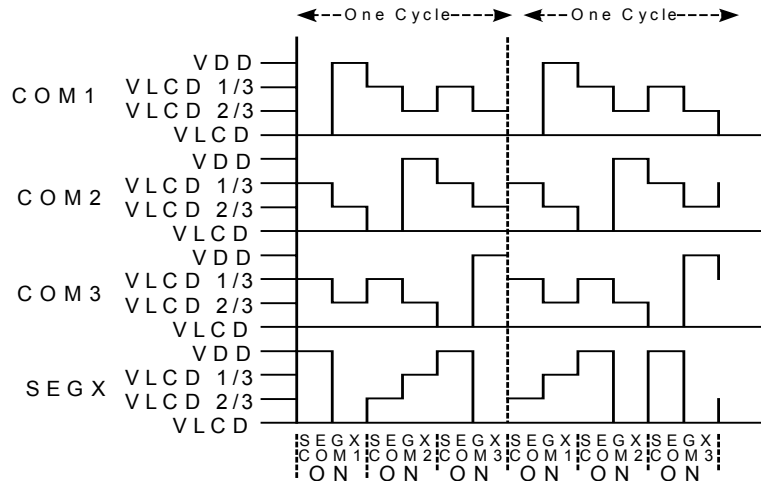 One Cycle One Cycle
COM1
VDD
VLCD 1/3
VLCD 2/3
VLCD
COM2
VDD
VLCD 1/3
VLCD 2/3
VLCD
COM3
VDD
VLCD 1/3
VLCD 2/3
VLCD
SEGX
VDD
VLCD 1/3
VLCD 2/3
VLCD
SEGX SEGX SEGX SEGX SEGX SEGX
COM1 COM2 COM3 COM1 COM2 COM3
ON ON ON ON ON ON